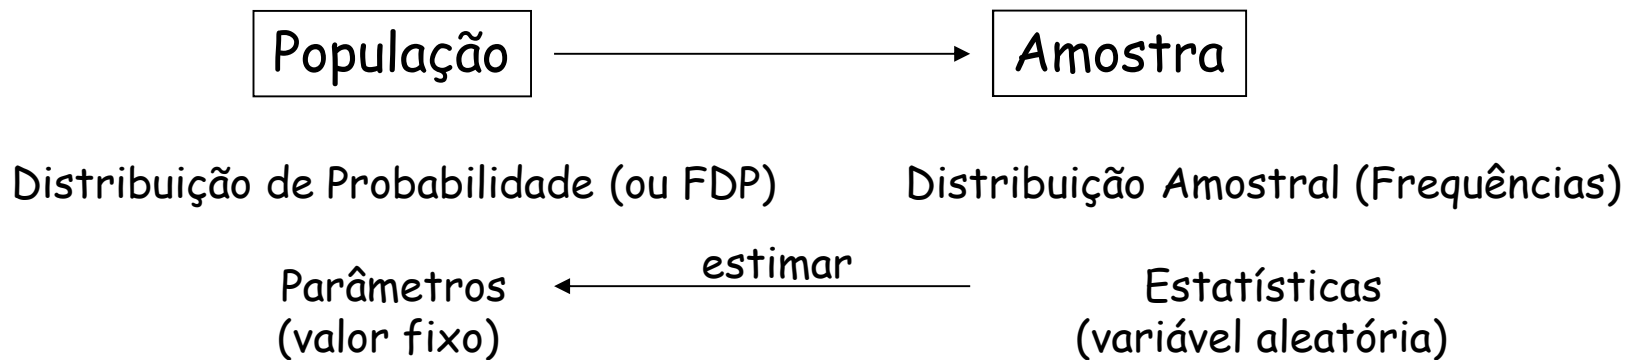 População
Amostra
Distribuição de Probabilidade (ou FDP)
Distribuição Amostral (Frequências)
estimar
Parâmetros
(valor fixo)
Estatísticas
(variável aleatória)